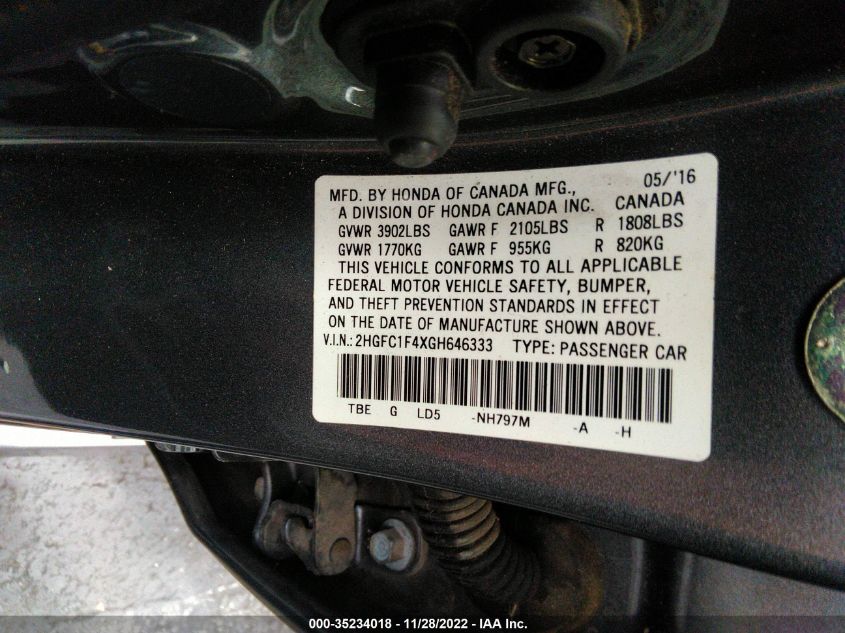 MFD. BY HONDA OF CANADA MFG., 05/'16
A DIVISION OF HONDA CANADA INC. CANADA
GVWR 3902LBS GAWR F 2105LBS R 1808LBS
GVWR 1770KG GAWR F 955KG R 820KG
THIS VEHICLE CONFORMS TO ALL APPLICABLE
FEDERAL MOTOR VEHICLE SAFETY, BUMPER,
AND THEFT PREVENTION STANDARDS IN EFFECT
ON THE DATE OF MANUFACTURE SHOWN ABOVE.
V.I.N.: 2HGFC1F4XGH646333 TYPE: PASSENGER CAR
TBE G LD5 -NH797M -A -H
000-35234018 - 11/28/2022 - IAA Inc.